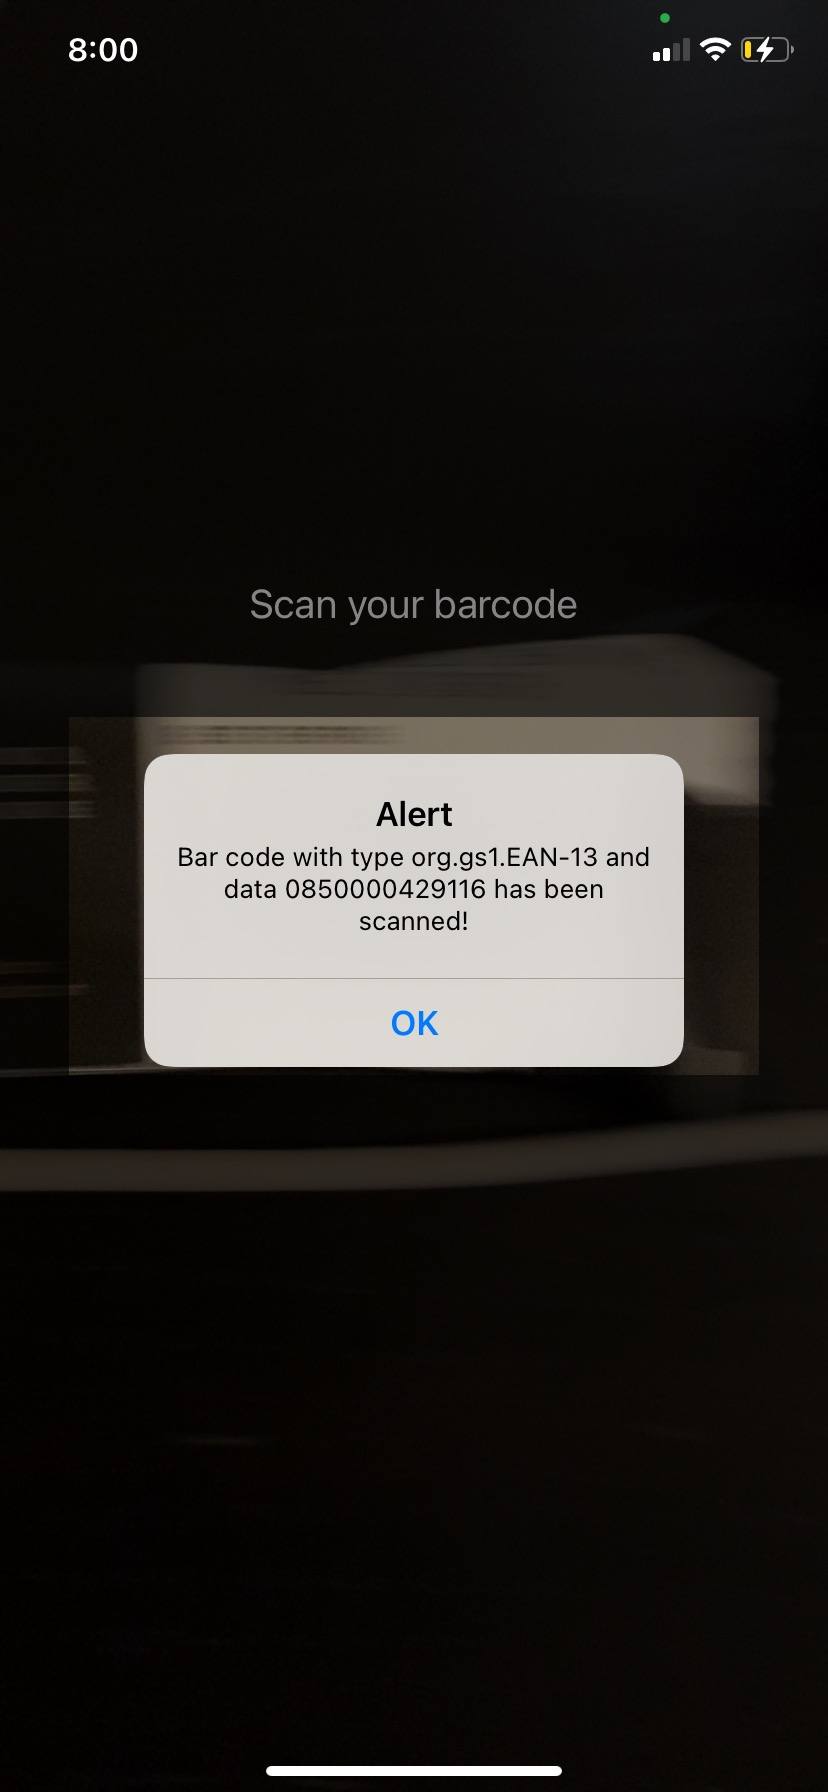 8:00
Scan your barcode
Alert
Bar code with type org.gs1.EAN-13 and
data 0850000429116 has been
scanned!
OK